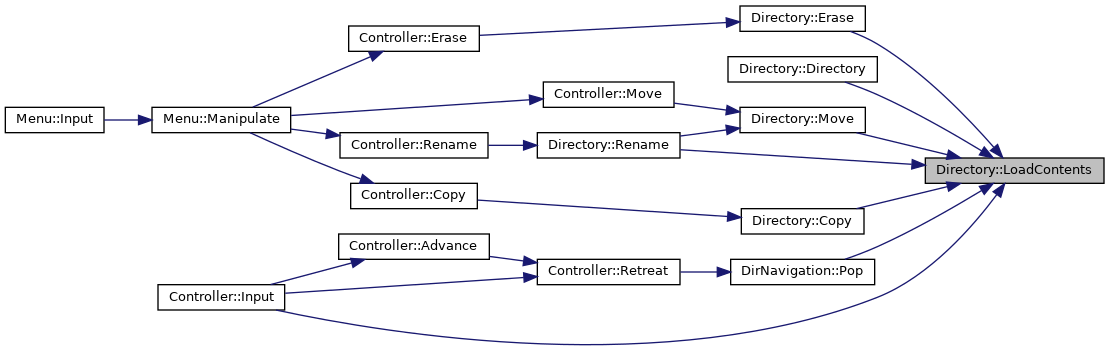 Directory::Erase
Controller::Erase
Directory::Directory
Controller::Move
Directory::Move
Menu::Input
Menu::Manipulate
Controller::Rename
Directory::Rename
Directory::LoadContents
Controller::Copy
Directory::Copy
Controller::Advance
Controller::Retreat
DirNavigation::Pop
Controller::Input